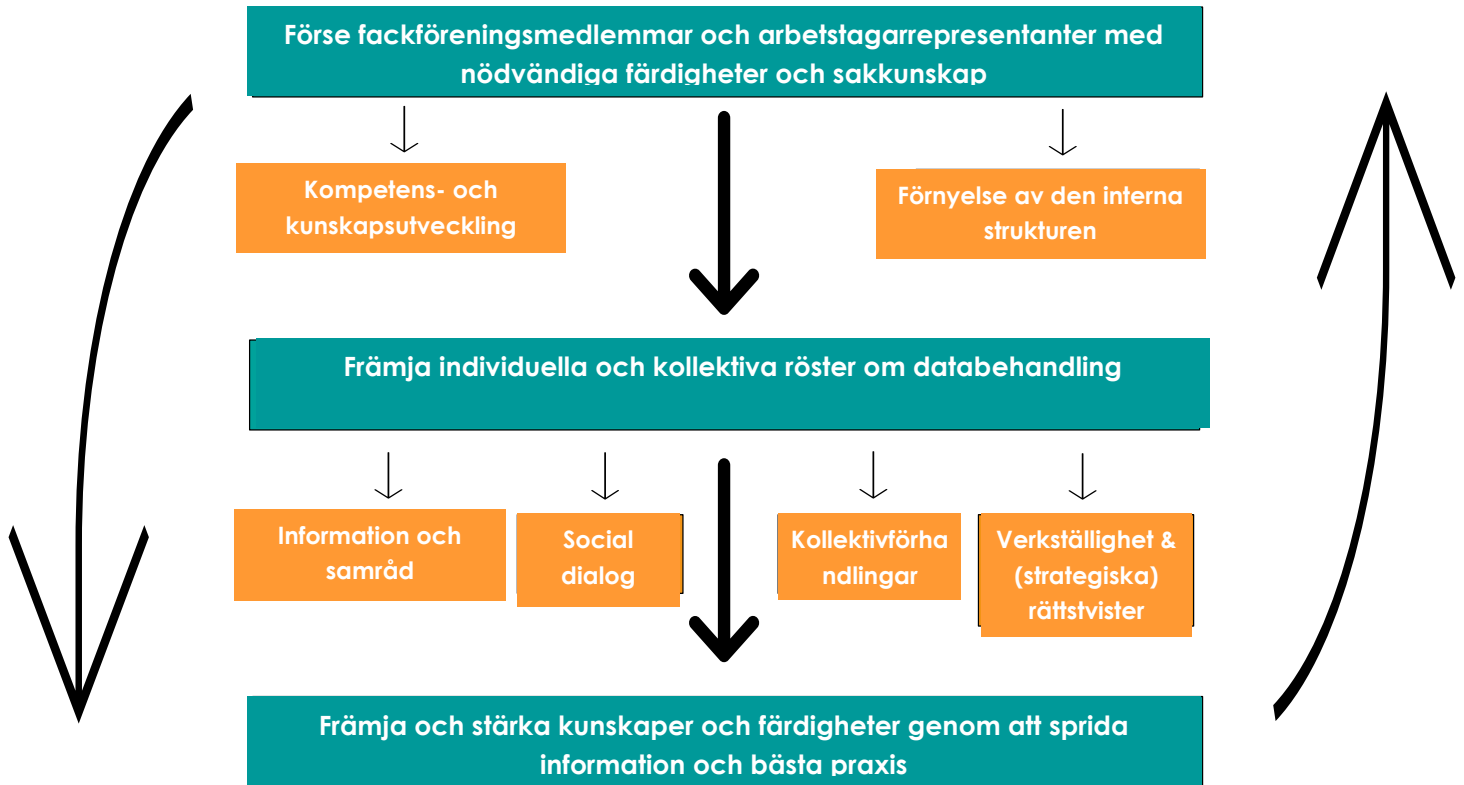 Förse fackföreningsmedlemmar och arbetstagarrepresentanter med
nödvändiga färdigheter och sakkunskap
Kompetens- och
kunskapsutveckling
Förnyelse av den interna
strukturen
Främja individuella och kollektiva röster om databehandling
Information och
samråd
Social
dialog
Kollektivförha
ndlingar
Verkställighet &
(strategiska)
rättstvister
Främja och stärka kunskaper och färdigheter genom att sprida
information och bästa praxis